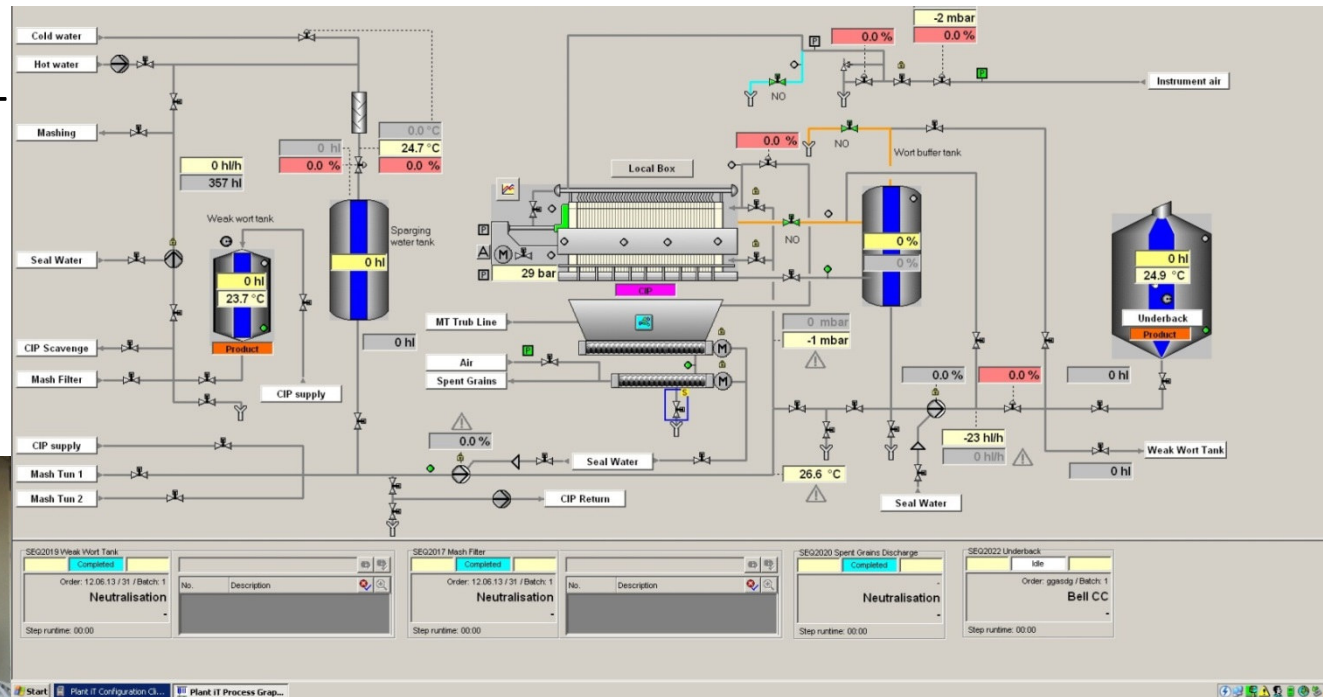 -2 mbar
Cold water
0.0 %
0.0 %
P
Hot water
P
Instrument air
NO
Mashing
0.0 °C
0 hl
24.7 °C
0.0 %
0.0 %
0.0 %
NO
Wort buffer tank
0 hl/h
357 hl
Local Box
Weak wort tank
Sparging
water tank
P
NO
Seal Water
0 hl
A
M
0 %
0 hl
0 hl
23.7 °C
P
29 bar
0 %
24.9 °C
CIP
Underback
MT Trub Line
0 mbar
Product
0 hl
-1 mbar
CIP Scavenge
Product
P
Air
M
Mash Filter
Spent Grains
M
0.0 %
0.0 %
0 hl
CIP supply
S
CIP supply
0.0 %
-23 hl/h
0 hl/h
Weak Wort Tank
Mash Tun 1
Seal Water
26.6 °C
0 hl
Mash Tun 2
CIP Return
Seal Water
SEQ2019 Weak Wort Tank
Completed
Order: 12.06.13 / 31 / Batch: 1
Neutralisation
-
Step runtime: 00:00
No. Description
SEQ2017 Mash Filter
Completed
Order: 12.06.13 / 31 / Batch: 1
Neutralisation
-
Step runtime: 00:00
No. Description
SEQ2020 Spent Grains Discharge
Completed
-
Neutralisation
-
Step runtime: 00:00
SEQ2022 Underback
Idle
Order: ggasdg / Batch: 1
Bell CC
-
Step runtime: 00:00
Start Plant iT Configuration Cli... Plant iT Process Grap...